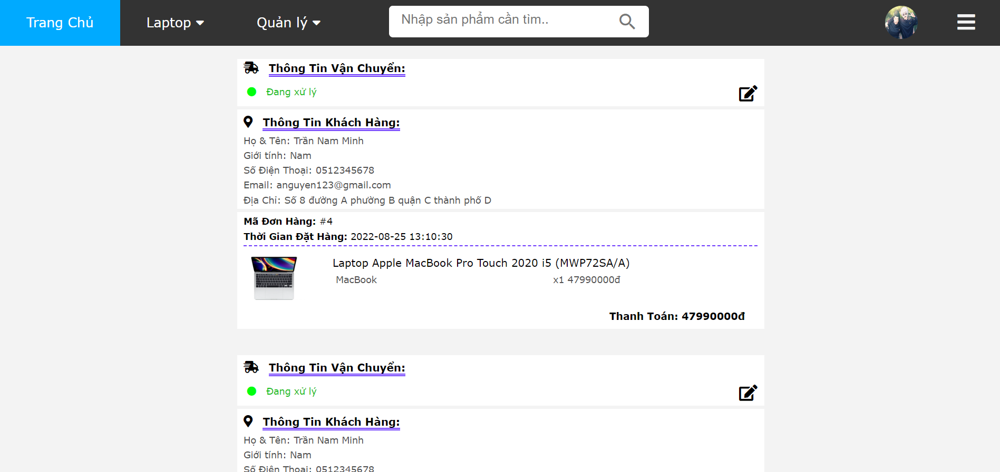 Trang Chủ Laptop Quản lý Nhập sản phẩm cần tìm..
Thông Tin Vận Chuyển:
Đang xử lý
Thông Tin Khách Hàng:
Họ & Tên: Trần Nam Minh
Giới tính: Nam
Số Điện Thoại: 0512345678
Email: anguyen123@gmail.com
Địa Chỉ: Số 8 đường A phường B quận C thành phố D
Mã Đơn Hàng: #4
Thời Gian Đặt Hàng: 2022-08-25 13:10:30
Laptop Apple MacBook Pro Touch 2020 i5 (MWP72SA/A)
MacBook x1 47990000đ
Thanh Toán: 47990000đ
Thông Tin Vận Chuyển:
Đang xử lý
Thông Tin Khách Hàng:
Họ & Tên: Trần Nam Minh
Giới tính: Nam
Số Điện Thoại: 0512345678